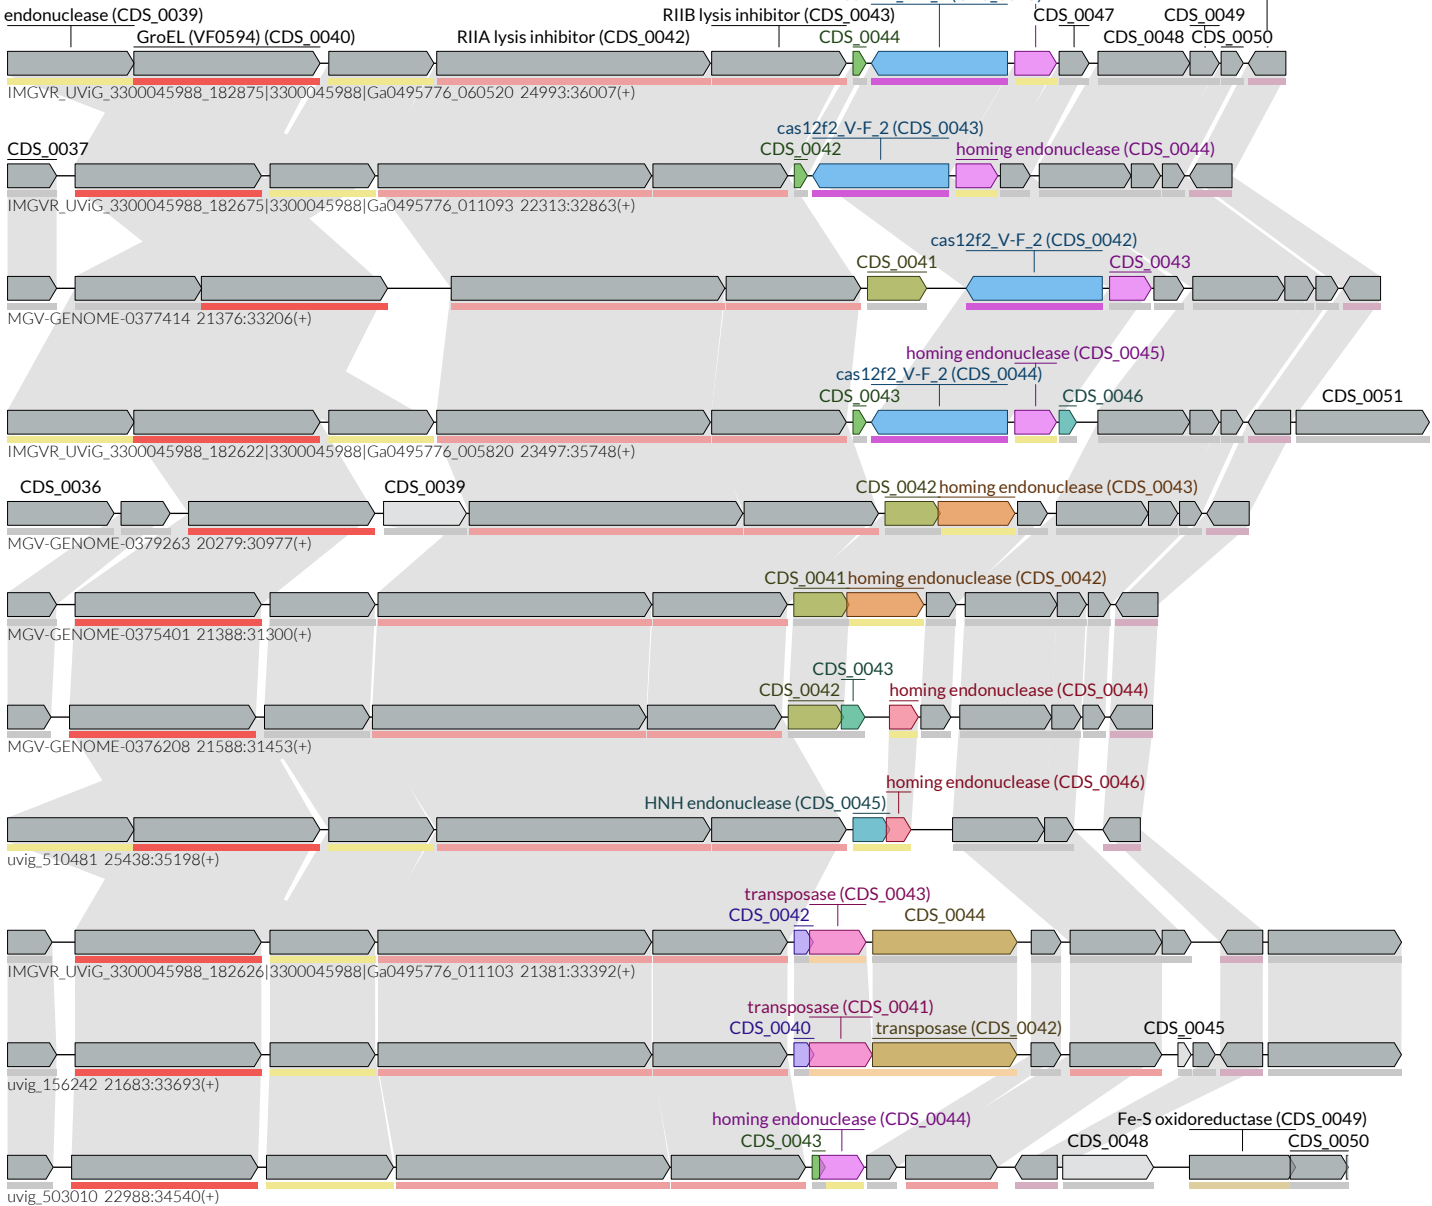 endonuclease (CDS_0039)
RIIB lysis inhibitor (CDS_0043)
CDS_0047
CDS_0049
GroEL (VF0594) (CDS_0040)
RIIA lysis inhibitor (CDS_0042)
CDS_0044
CDS_0048
CDS_0050
IMGVR_UViG_3300045988_182875|3300045988|Ga0495776_060520 24993:36007(+)
cas12f2_V-F_2 (CDS_0043)
CDS_0037
CDS_0042
homing endonuclease (CDS_0044)
IMGVR_UViG_3300045988_182675|3300045988|Ga0495776_011093 22313:32863(+)
cas12f2_V-F_2 (CDS_0042)
CDS_0041
CDS_0043
MGV-GENOME-0377414 21376:33206(+)
homing endonuclease (CDS_0045)
cas12f2_V-F_2 (CDS_0044)
CDS_0043
CDS_0046
CDS_0051
IMGVR_UViG_3300045988_182622|3300045988|Ga0495776_005820 23497:35748(+)
CDS_0036
CDS_0039
CDS_0042
homing endonuclease (CDS_0043)
MGV-GENOME-0379263 20279:30977(+)
CDS_0041
homing endonuclease (CDS_0042)
MGV-GENOME-0375401 21388:31300(+)
CDS_0043
CDS_0042
homing endonuclease (CDS_0044)
MGV-GENOME-0376208 21588:31453(+)
homing endonuclease (CDS_0046)
HNH endonuclease (CDS_0045)
uvig_510481 25438:35198(+)
transposase (CDS_0043)
CDS_0042
CDS_0044
IMGVR_UViG_3300045988_182626|3300045988|Ga0495776_011103 21381:33392(+)
transposase (CDS_0041)
CDS_0040
transposase (CDS_0042)
CDS_0045
uvig_156242 21683:33693(+)
homing endonuclease (CDS_0044)
Fe-S oxidoreductase (CDS_0049)
CDS_0043
CDS_0048
CDS_0050
uvig_503010 22988:34540(+)